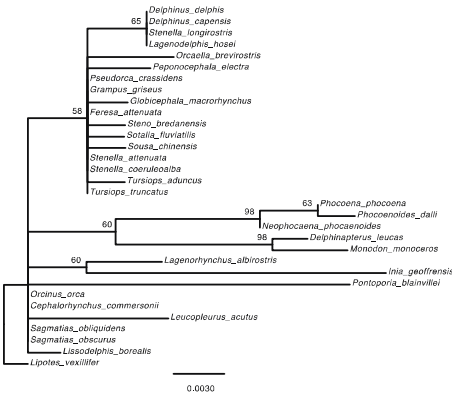 65
Delphinus_delphis
Delphinus_capensis
Stenella_longirostris
Lagenodelphis_hosei
Orcaella_brevirostris
Peponocephala_electra
Pseudorca_crassidens
Grampus_griseus
Globicephala_macrorhynchus
58
Feresa_attenuata
Steno_bredanensis
Sotalia_fluviatilis
Sousa_chinensis
Stenella_attenuata
Stenella_coeruleoalba
Tursiops_aduncus
Tursiops_truncatus
63
Phocoena_phocoena
98
Phocoenoides_dalli
60
Neophocaena_phocaenoides
98
Delphinapterus_leucas
Monodon_monoceros
60
Lagenorhynchus_albirostris
Inia_geoffrensis
Pontoporia_blainvillei
Orcinus_orca
Cephalorhynchus_commersonii
Leucopleurus_acutus
Sagmatias_obliquidens
Sagmatias_obscurus
Lissodelphis_borealis
Lipotes_vexillifer
0.0030